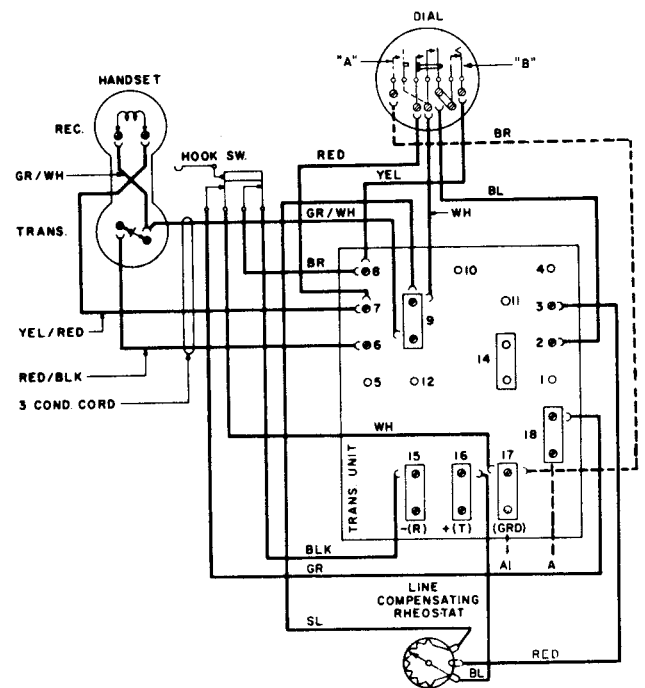 DIAL
"A"
"B"
HANDSET
REC.
HOOK SW.
BR
RED
GR/WH
YEL
BL
GR/WH
WH
TRANS.
BR
8
10
4
7
11
3
9
YEL/RED
6
14
2
RED/BLK
5
12
1
3 COND. CORD
18
WH
15
16
17
TRANS. UNIT
-(R)
+(T)
(GRD)
BLK
A1
A
GR
LINE
COMPENSATING
RHEOSTAT
SL
RED
BL